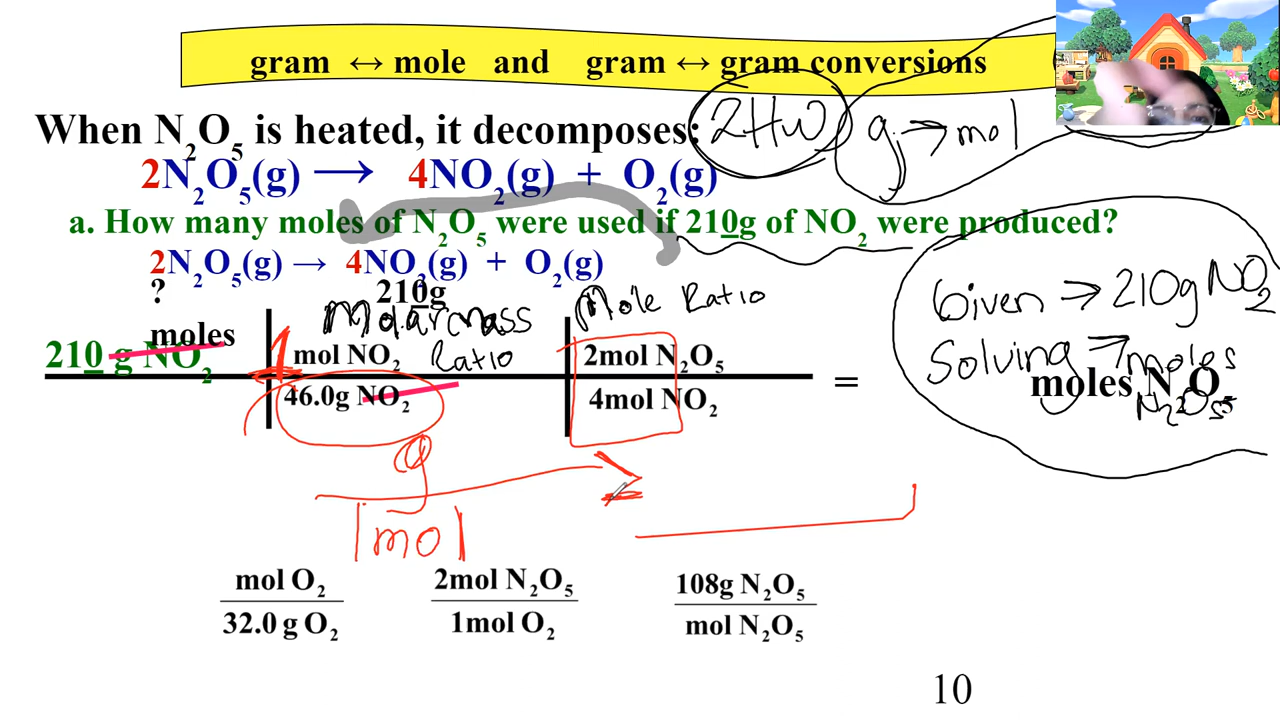 gram ↔ mole and gram ↔ gram conversions
When N₂O₅ is heated, it decomposes:
2HW
g → mol
2N₂O₅(g) → 4NO₂(g) + O₂(g)
a. How many moles of N₂O₅ were used if 210g of NO₂ were produced?
2N₂O₅(g) → 4NO₂(g) + O₂(g)
? moles
210g
Given → 210g NO₂
Solving → moles N₂O₅
Molar mass Ratio
Mole Ratio
210 g NO₂
1 mol NO₂
2mol N₂O₅
46.0g NO₂
4mol NO₂
= moles N₂O₅
g
1mol
mol O₂
2mol N₂O₅
108g N₂O₅
32.0 g O₂
1mol O₂
mol N₂O₅
10